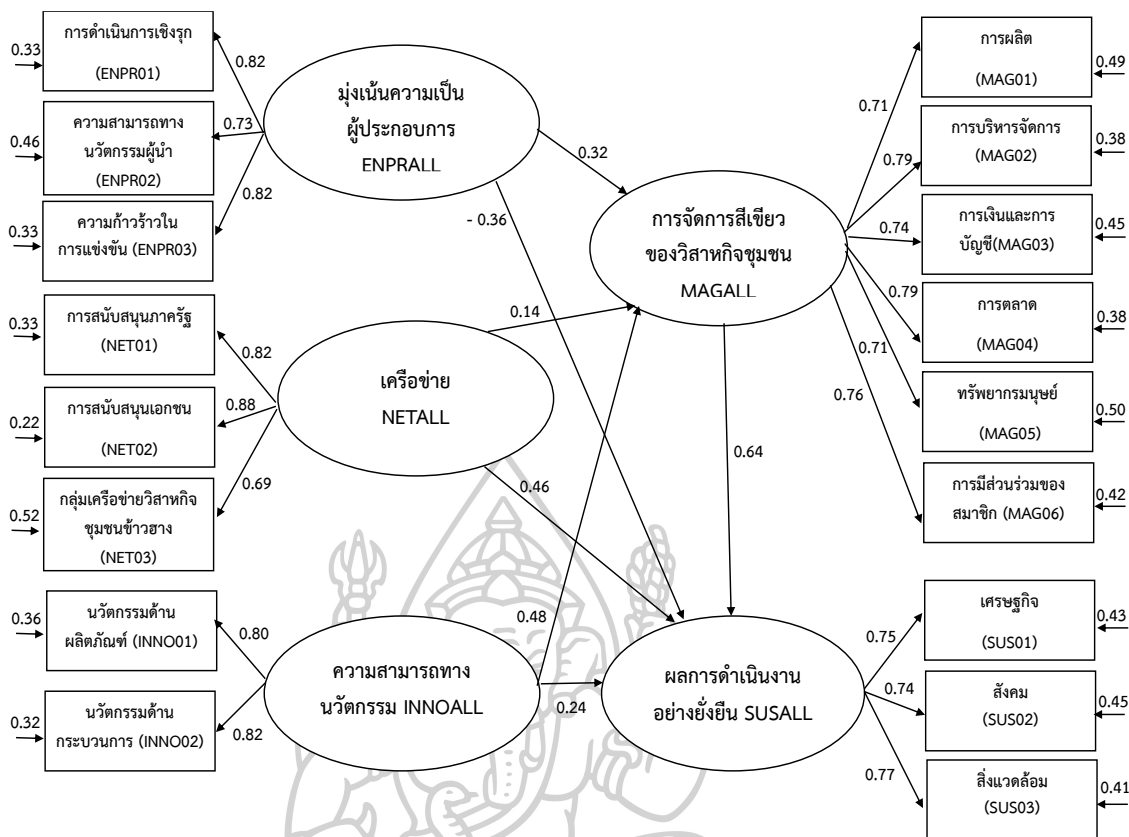 การดำเนินการเชิงรุก
(ENPR01)
0.33
0.82
ความสามารถทาง
นวัตกรรมผู้นำ
(ENPR02)
0.46
0.73
ความก้าวร้าวใน
การแข่งขัน (ENPR03)
0.33
0.82
การสนับสนุนภาครัฐ
(NET01)
0.33
0.82
การสนับสนุนเอกชน
(NET02)
0.22
0.88
กลุ่มเครือข่ายวิสาหกิจ
ชุมชนข้าวฮาง
(NET03)
0.52
0.69
นวัตกรรมด้าน
ผลิตภัณฑ์ (INNO01)
0.36
0.80
นวัตกรรมด้าน
กระบวนการ (INNO02)
0.32
0.82
มุ่งเน้นความเป็น
ผู้ประกอบการ
ENPRALL
เครือข่าย
NETALL
ความสามารถทาง
นวัตกรรม INNOALL
0.32
- 0.36
0.14
0.46
0.48
0.24
0.64
การจัดการสีเขียว
ของวิสาหกิจชุมชน
MAGALL
ผลการดำเนินงาน
อย่างยั่งยืน SUSALL
0.71
การผลิต
(MAG01)
0.49
0.79
การบริหารจัดการ
(MAG02)
0.38
0.74
การเงินและการ
บัญชี(MAG03)
0.45
0.79
การตลาด
(MAG04)
0.38
0.71
ทรัพยากรมนุษย์
(MAG05)
0.50
0.76
การมีส่วนร่วมของ
สมาชิก (MAG06)
0.42
0.75
เศรษฐกิจ
(SUS01)
0.43
0.74
สังคม
(SUS02)
0.45
0.77
สิ่งแวดล้อม
(SUS03)
0.41